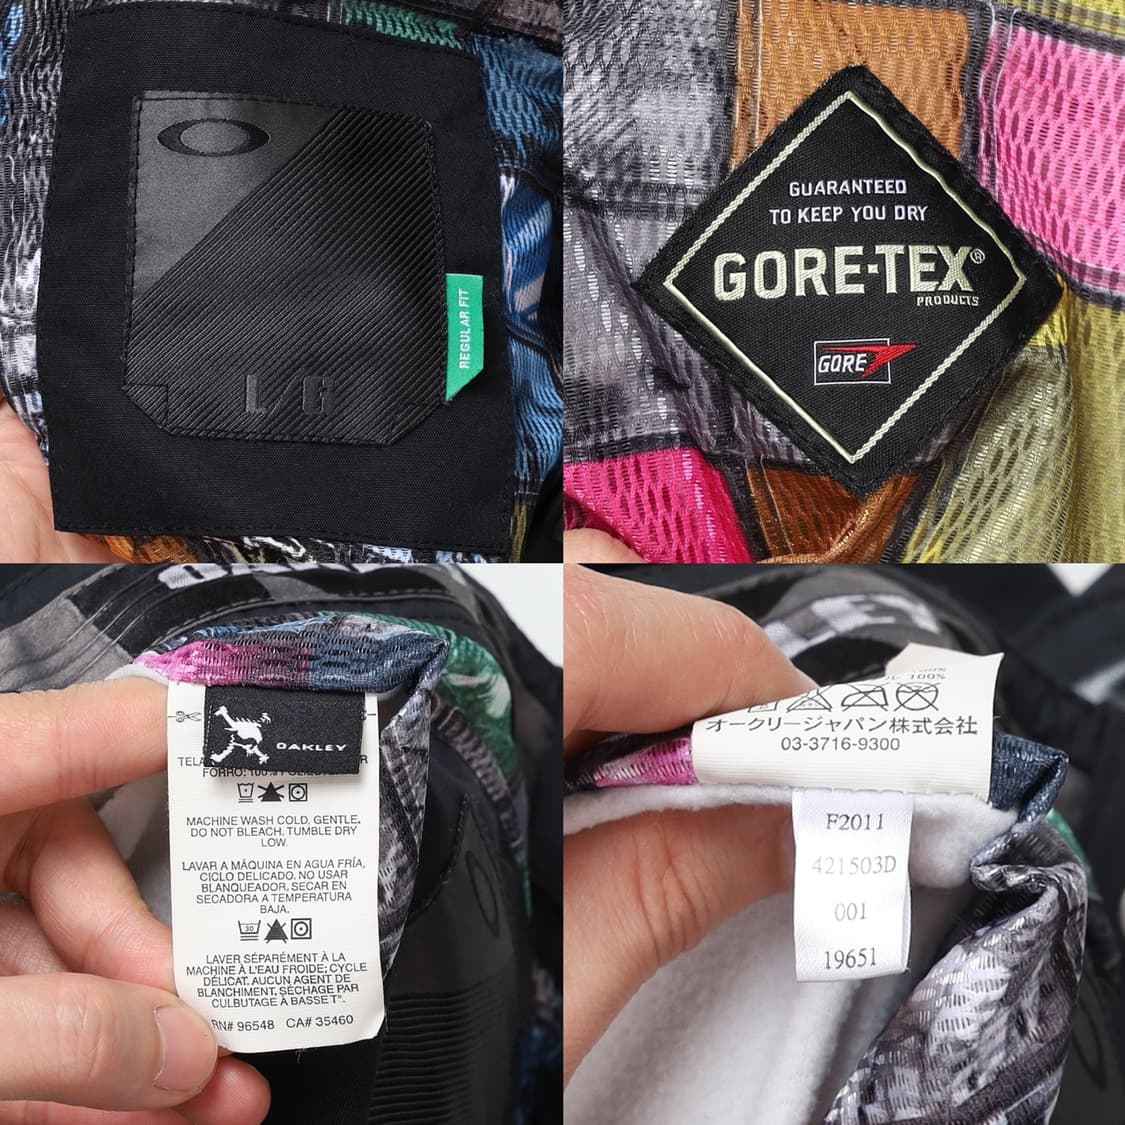 L/G
REGULAR FIT
GUARANTEED
TO KEEP YOU DRY
GORE-TEX®
PRODUCTS
GORE
OAKLEY
FORRO: 100%
MACHINE WASH COLD, GENTLE.
DO NOT BLEACH. TUMBLE DRY
LOW.
LAVAR A MÁQUINA EN AGUA FRÍA,
CICLO DELICADO. NO USAR
BLANQUEADOR. SECAR EN
SECADORA A TEMPERATURA
BAJA.
30
LAVER SÉPARÉMENT À LA
MACHINE À L'EAU FROIDE; CYCLE
DÉLICAT. AUCUN AGENT DE
BLANCHIMENT. SÉCHAGE PAR
CULBUTAGE À BASSE T°.
RN# 96548 CA# 35460
100%
オークリージャパン株式会社
03-3716-9300
F2011
421503D
001
19651